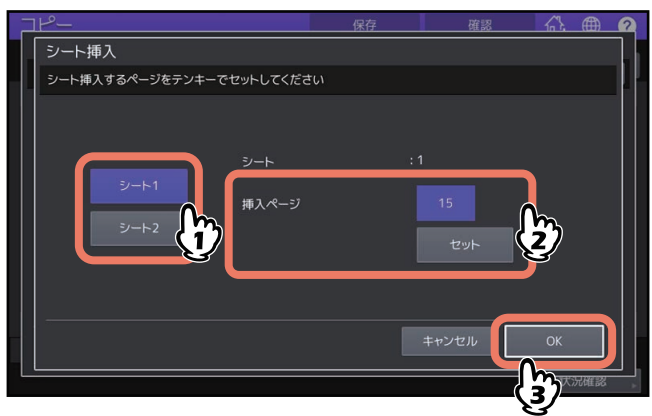 コピー 保存 確認 ?
シート挿入
シート挿入するページをテンキーでセットしてください
シート :1
シート1
挿入ページ 15
シート2
セット
1
2
キャンセル OK
3
状況確認